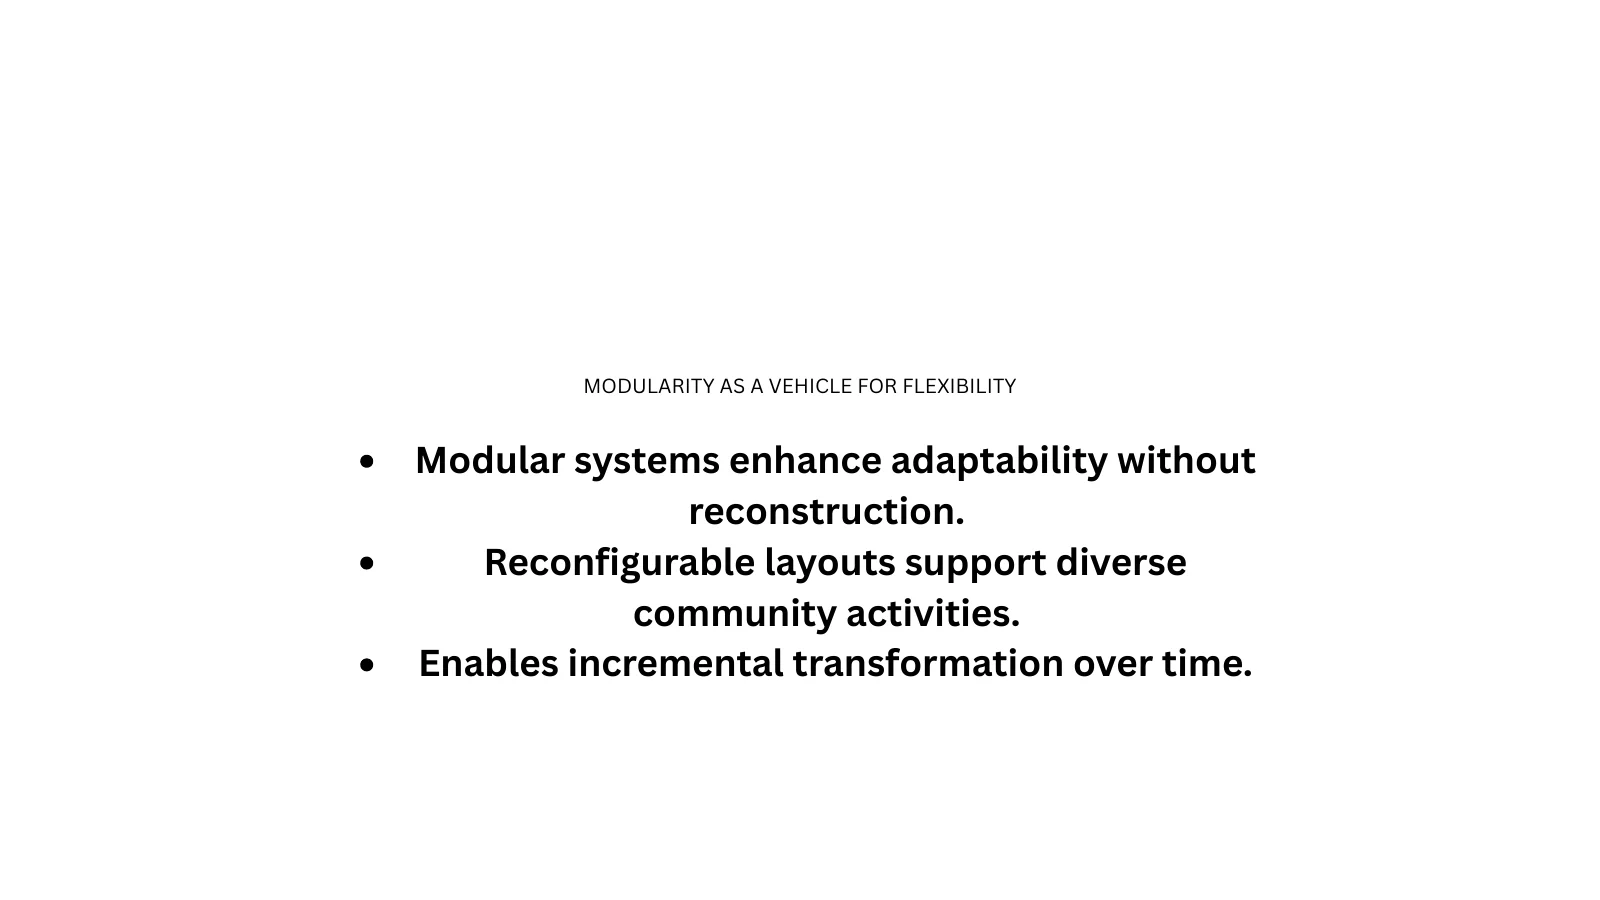 MODULARITY AS A VEHICLE FOR FLEXIBILITY
• Modular systems enhance adaptability without
reconstruction.
• Reconfigurable layouts support diverse
community activities.
• Enables incremental transformation over time.